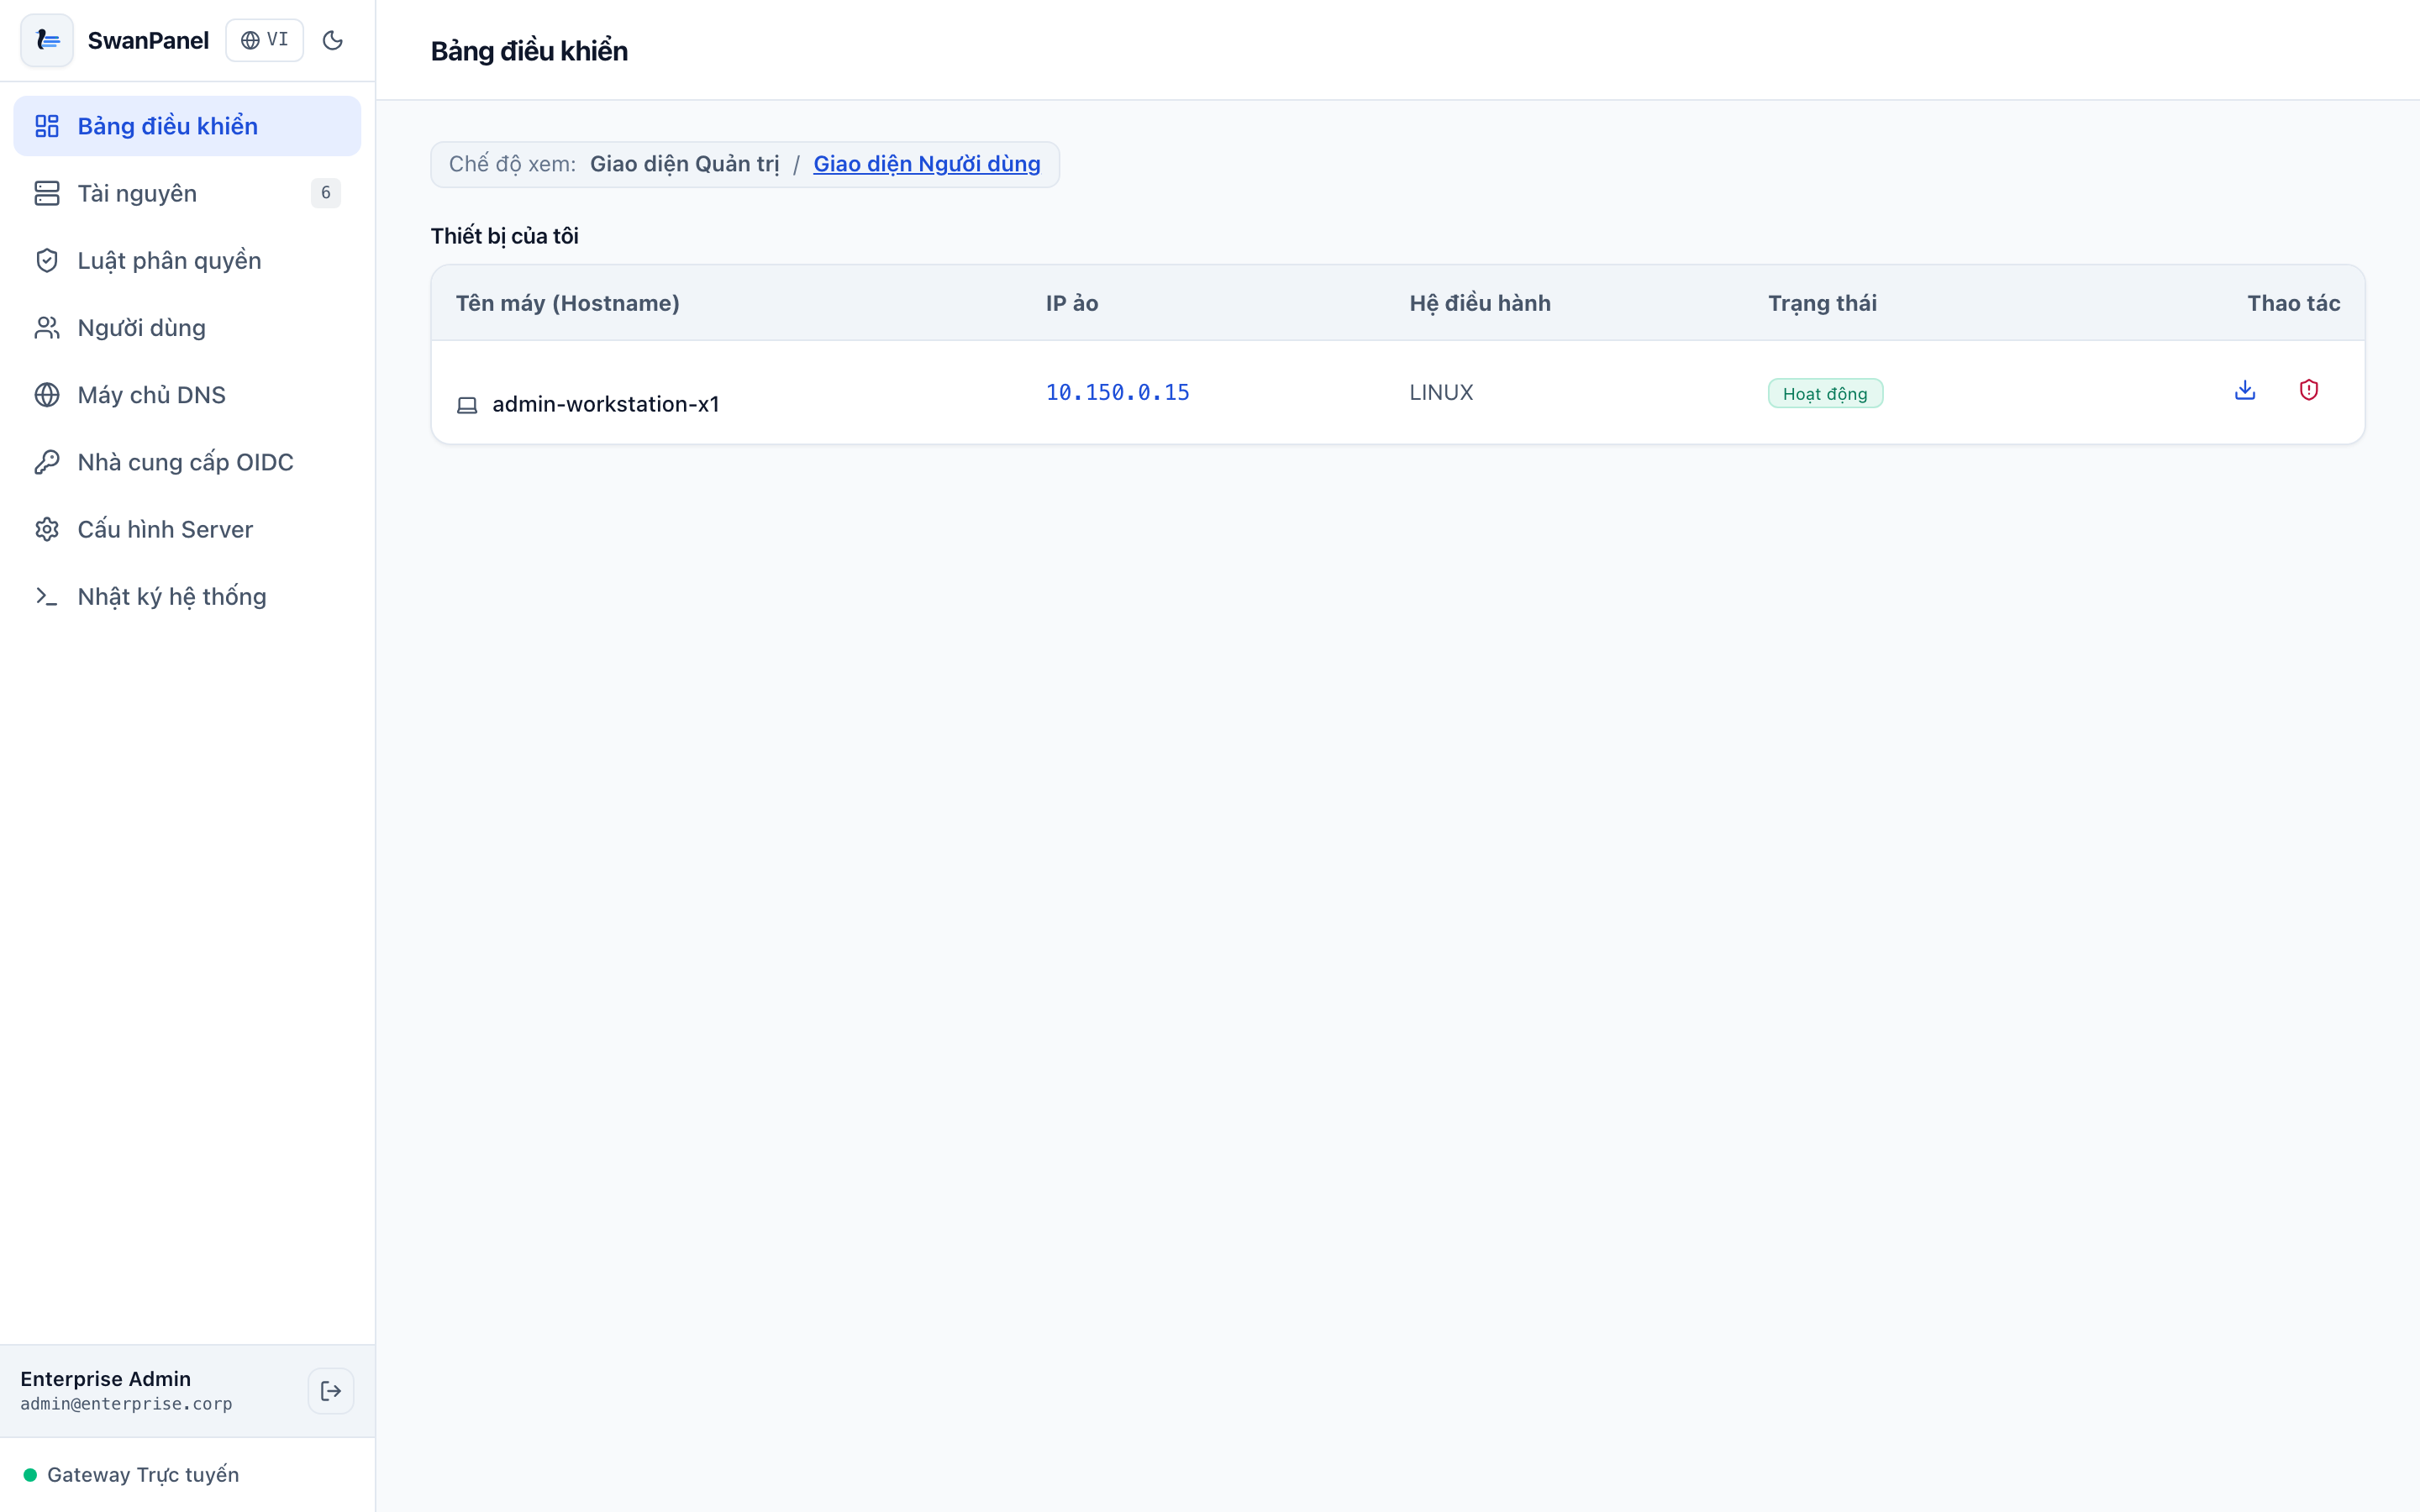 SwanPanel
VI
Bảng điều khiển
Tài nguyên
6
Luật phân quyền
Người dùng
Máy chủ DNS
Nhà cung cấp OIDC
Cấu hình Server
Nhật ký hệ thống
Enterprise Admin
admin@enterprise.corp
Gateway Trực tuyến
Bảng điều khiển
Chế độ xem: Giao diện Quản trị / Giao diện Người dùng
Thiết bị của tôi
Tên máy (Hostname) IP ảo Hệ điều hành Trạng thái Thao tác
admin-workstation-x1 10.150.0.15 LINUX Hoạt động